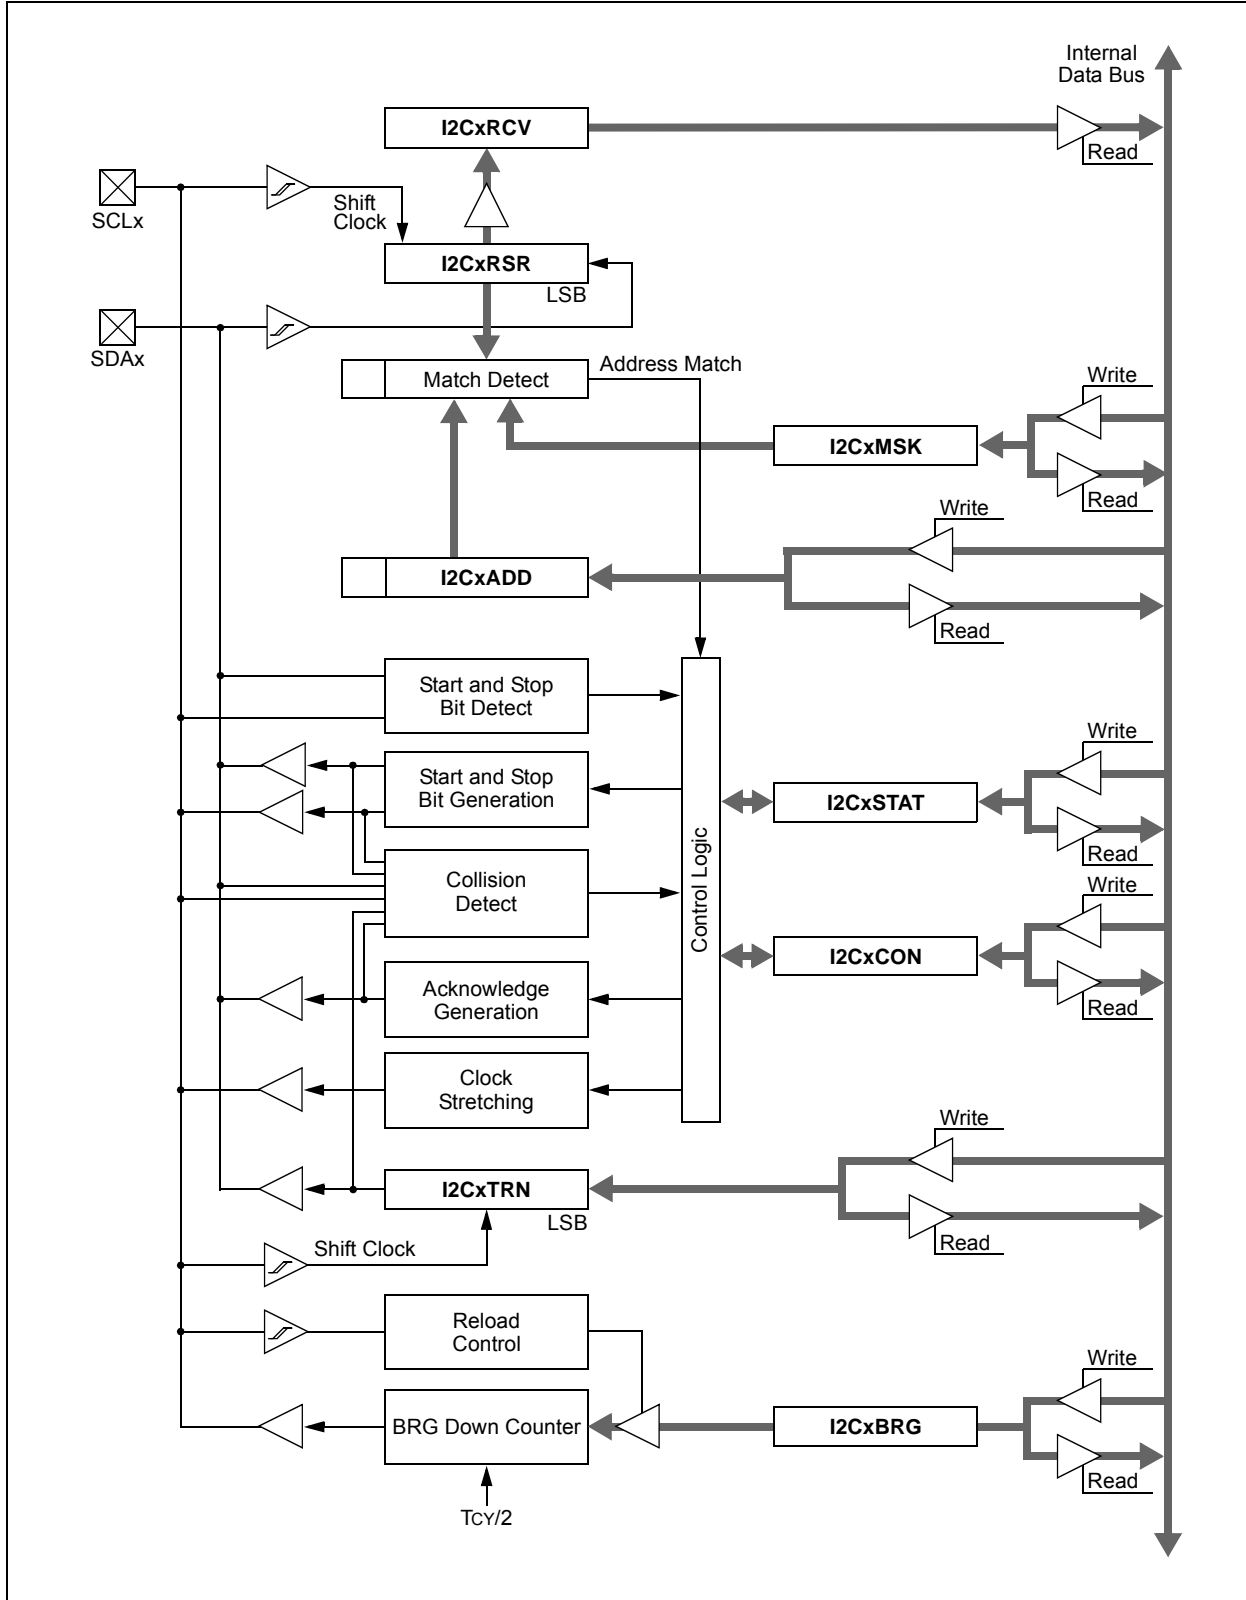 Internal
Data Bus
I2CxRCV
Read
SCLx
Shift
Clock
I2CxRSR
LSB
SDAx
Address Match
Match Detect
Write
I2CxMSK
Read
Write
I2CxADD
Read
Start and Stop
Bit Detect
Write
Start and Stop
Bit Generation
I2CxSTAT
Read
Control Logic
Collision
Detect
Write
I2CxCON
Read
Acknowledge
Generation
Clock
Stretching
Write
I2CxTRN
LSB
Read
Shift Clock
Reload
Control
Write
BRG Down Counter
I2CxBRG
Read
TCY/2